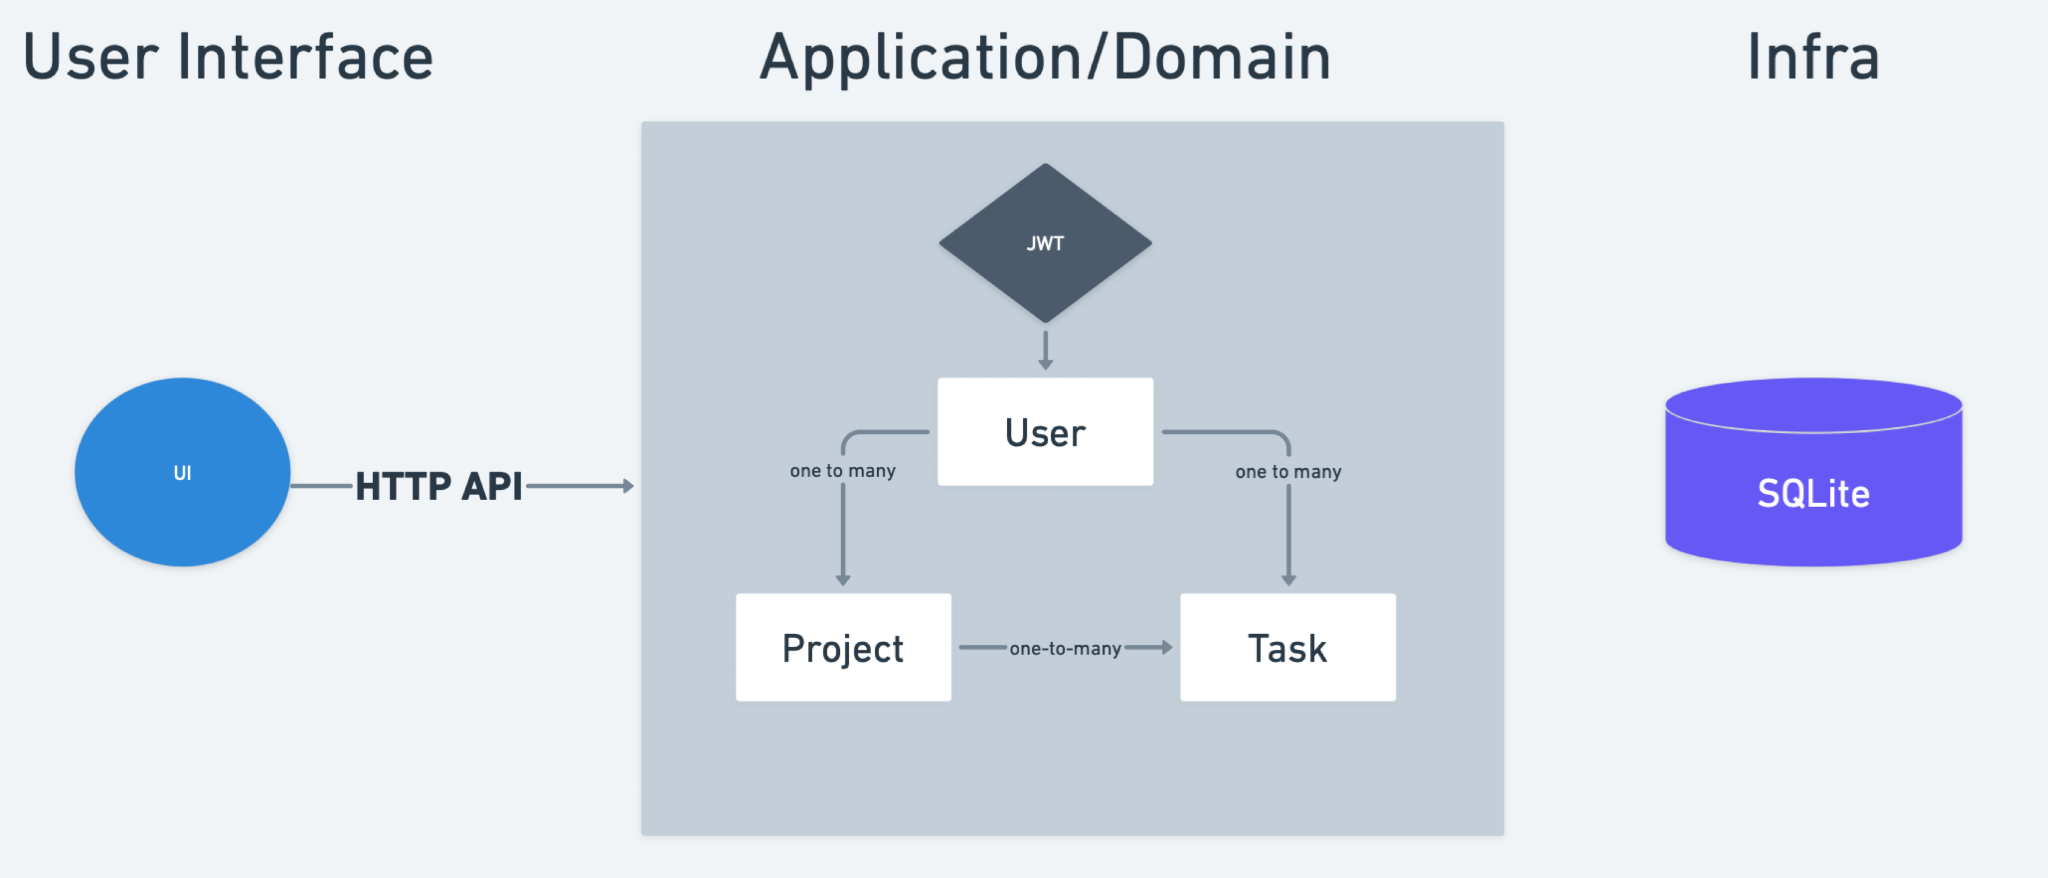 User Interface
Application/Domain
Infra
JWT
User
one to many
one to many
UI
HTTP API
SQLite
Project
one-to-many
Task